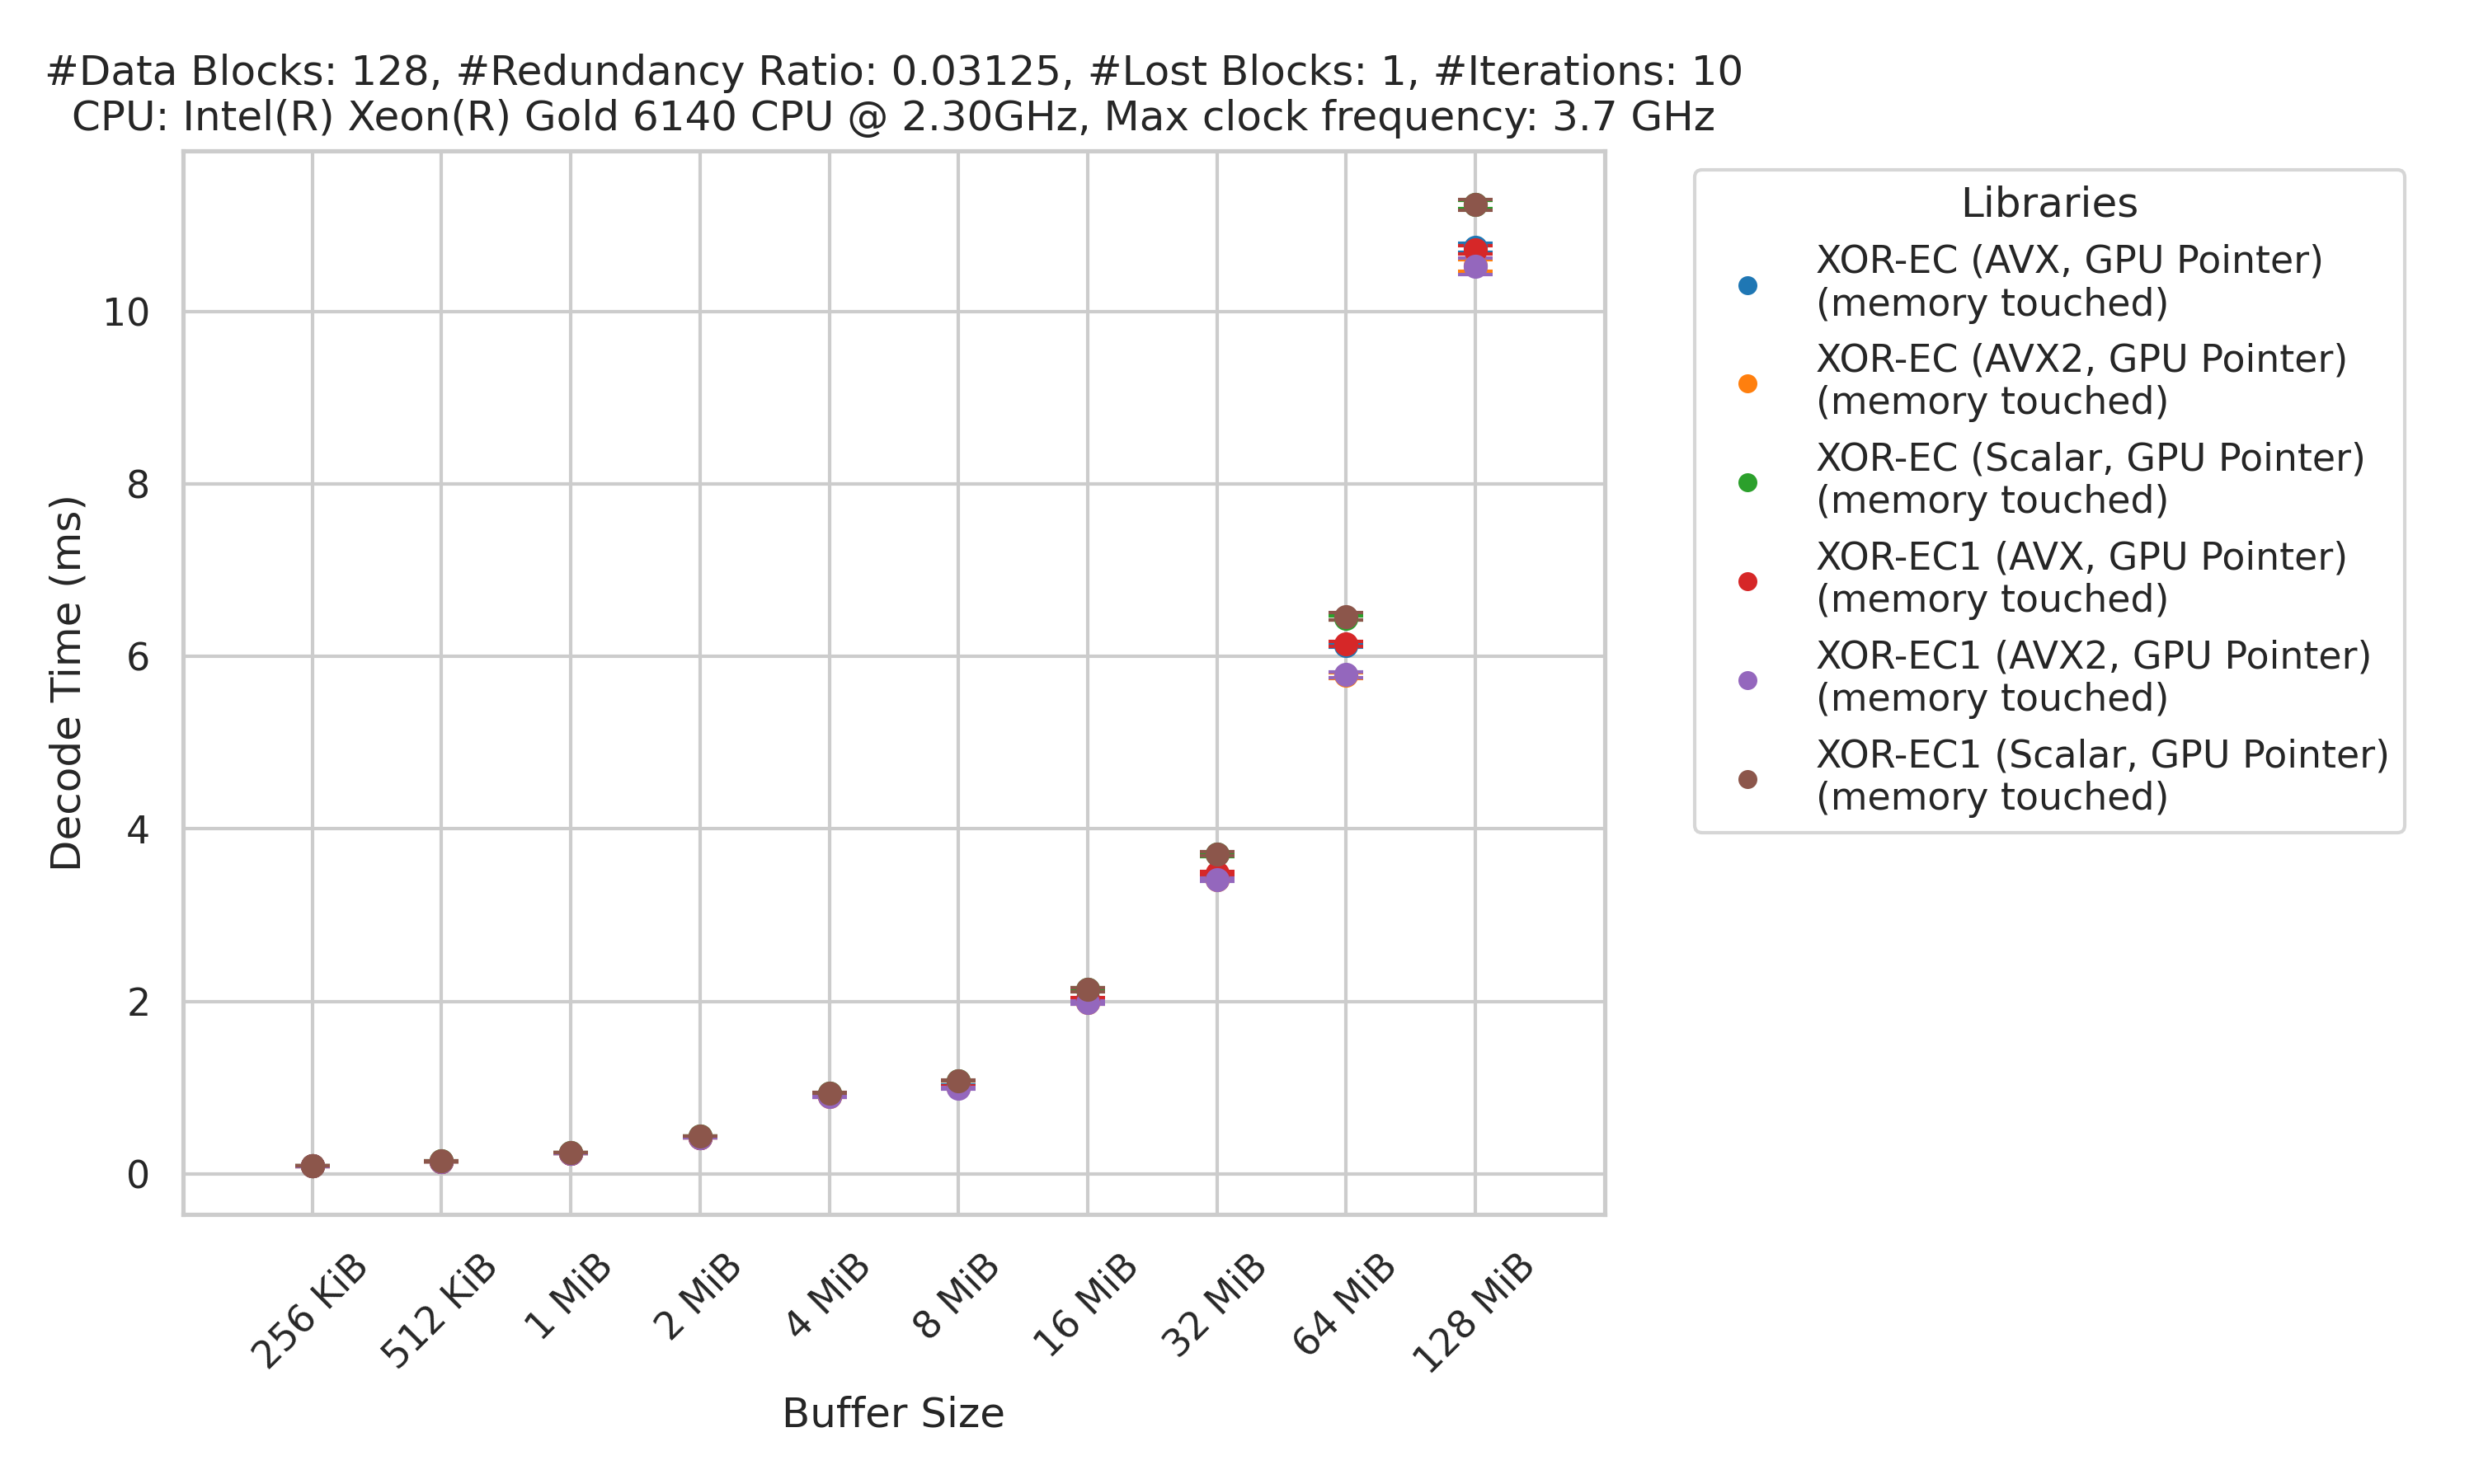 #Data Blocks: 128, #Redundancy Ratio: 0.03125, #Lost Blocks: 1, #Iterations: 10
CPU: Intel(R) Xeon(R) Gold 6140 CPU @ 2.30GHz, Max clock frequency: 3.7 GHz
Decode Time (ms)
10
8
6
4
2
0
256 KiB
512 KiB
1 MiB
2 MiB
4 MiB
8 MiB
16 MiB
32 MiB
64 MiB
128 MiB
Buffer Size
Libraries
XOR-EC (AVX, GPU Pointer)
(memory touched)
XOR-EC (AVX2, GPU Pointer)
(memory touched)
XOR-EC (Scalar, GPU Pointer)
(memory touched)
XOR-EC1 (AVX, GPU Pointer)
(memory touched)
XOR-EC1 (AVX2, GPU Pointer)
(memory touched)
XOR-EC1 (Scalar, GPU Pointer)
(memory touched)